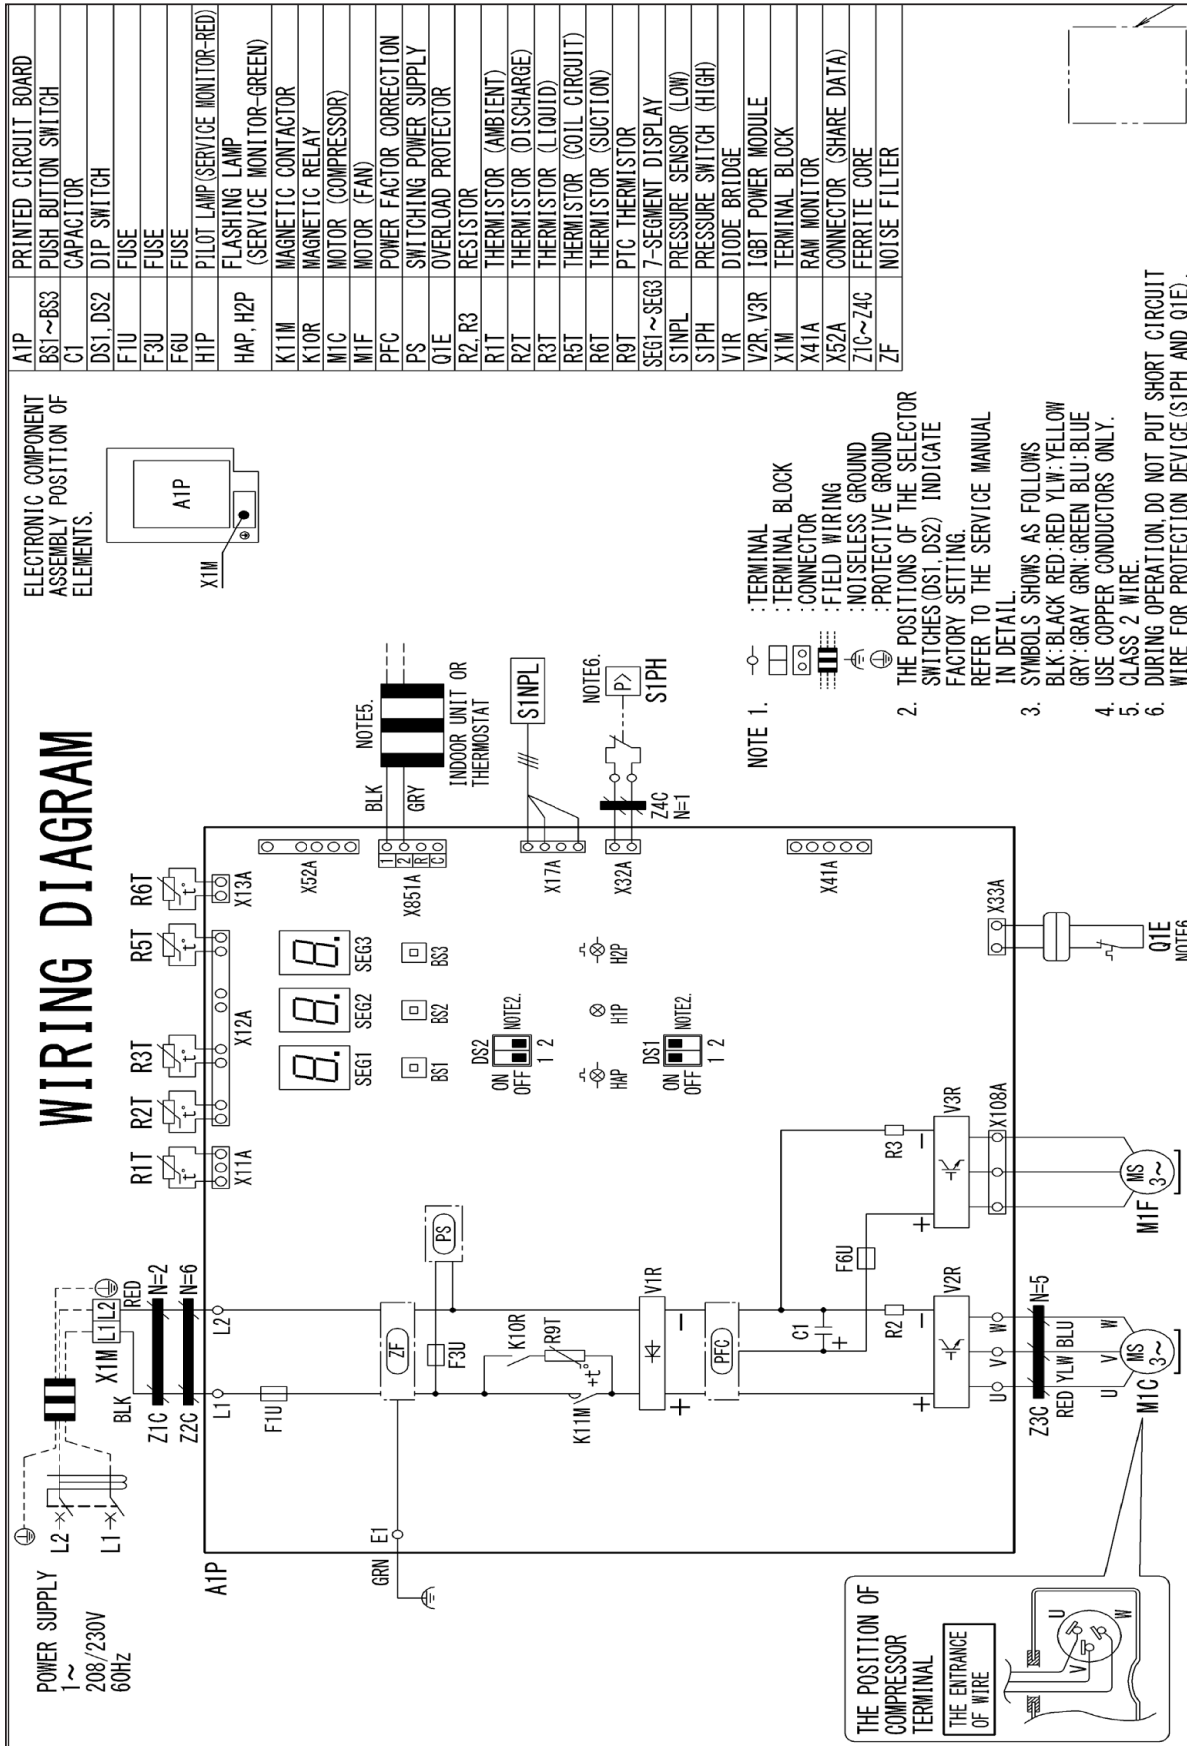 WIRING DIAGRAM
POWER SUPPLY
1~
208/230V
60Hz
L2
L1
X1M
L1 L2
BLK
RED
Z1C
N=2
Z2C
N=6
A1P
L1
L2
F1U
GRN
E1
ZF
F3U
PS
K10R
R9T
K11M
+t°
V1R
+
−
PFC
C1
+
F6U
R2
R3
+
−
V2R
+
−
V3R
X108A
U V W
Z3C
N=5
RED YLW BLU
U V W
MS
3~
M1C
MS
3~
M1F
R1T
t°
X11A
R2T
t°
R3T
t°
X12A
R5T
t°
R6T
t°
X13A
SEG1
SEG2
SEG3
BS1
BS2
BS3
DS2
ON
OFF
1 2
NOTE2.
HAP
H1P
H2P
DS1
ON
OFF
1 2
NOTE2.
X52A
X851A
1
2
R
C
BLK
GRY
NOTE5.
INDOOR UNIT OR
THERMOSTAT
X17A
S1NPL
X32A
Z4C
N=1
NOTE6.
P>
S1PH
X41A
X33A
Q1E
NOTE6
THE POSITION OF
COMPRESSOR
TERMINAL
THE ENTRANCE
OF WIRE
U
V
W
ELECTRONIC COMPONENT
ASSEMBLY POSITION OF
ELEMENTS.
A1P
X1M
NOTE 1.
:TERMINAL
:TERMINAL BLOCK
:CONNECTOR
:FIELD WIRING
:NOISELESS GROUND
:PROTECTIVE GROUND
2. THE POSITIONS OF THE SELECTOR
SWITCHES(DS1,DS2) INDICATE
FACTORY SETTING.
REFER TO THE SERVICE MANUAL
IN DETAIL.
3. SYMBOLS SHOWS AS FOLLOWS
BLK:BLACK RED:RED YLW:YELLOW
GRY:GRAY GRN:GREEN BLU:BLUE
4. USE COPPER CONDUCTORS ONLY.
5. CLASS 2 WIRE.
6. DURING OPERATION,DO NOT PUT SHORT CIRCUIT
WIRE FOR PROTECTION DEVICE(S1PH AND Q1E).
A1P PRINTED CIRCUIT BOARD
BS1~BS3 PUSH BUTTON SWITCH
C1 CAPACITOR
DS1,DS2 DIP SWITCH
F1U FUSE
F3U FUSE
F6U FUSE
H1P PILOT LAMP(SERVICE MONITOR-RED)
HAP,H2P FLASHING LAMP
(SERVICE MONITOR-GREEN)
K11M MAGNETIC CONTACTOR
K10R MAGNETIC RELAY
M1C MOTOR (COMPRESSOR)
M1F MOTOR (FAN)
PFC POWER FACTOR CORRECTION
PS SWITCHING POWER SUPPLY
Q1E OVERLOAD PROTECTOR
R2,R3 RESISTOR
R1T THERMISTOR (AMBIENT)
R2T THERMISTOR (DISCHARGE)
R3T THERMISTOR (LIQUID)
R5T THERMISTOR (COIL CIRCUIT)
R6T THERMISTOR (SUCTION)
R9T PTC THERMISTOR
SEG1~SEG3 7-SEGMENT DISPLAY
S1NPL PRESSURE SENSOR (LOW)
S1PH PRESSURE SWITCH (HIGH)
V1R DIODE BRIDGE
V2R,V3R IGBT POWER MODULE
X1M TERMINAL BLOCK
X41A RAM MONITOR
X52A CONNECTOR (SHARE DATA)
Z1C~Z4C FERRITE CORE
ZF NOISE FILTER